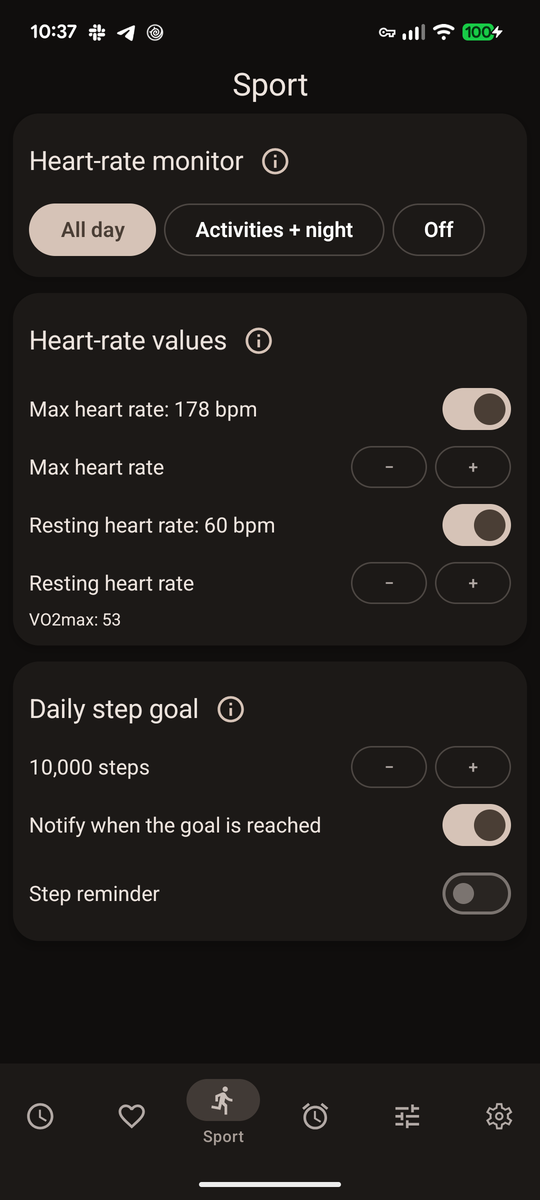 10:37 100
Sport
Heart-rate monitor
All day Activities + night Off
Heart-rate values
Max heart rate: 178 bpm
Max heart rate - +
Resting heart rate: 60 bpm
Resting heart rate - +
VO2max: 53
Daily step goal
10,000 steps - +
Notify when the goal is reached
Step reminder
Sport